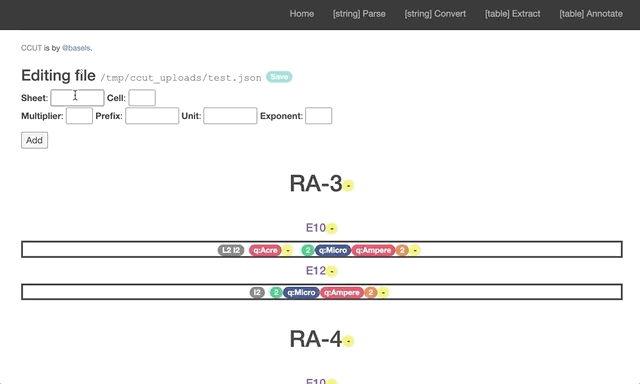 Home [string] Parse [string] Convert [table] Extract [table] Annotate
CCUT is by @basels.
Editing file /tmp/ccut_uploads/test.json Save
Sheet: Cell:
Multiplier: Prefix: Unit: Exponent:
Add
RA-3 -
E10 -
L2 I2 q:Acre - 2 q:Micro q:Ampere 2 -
E12 -
I2 2 q:Micro q:Ampere 2 -
RA-4 -
E10 -